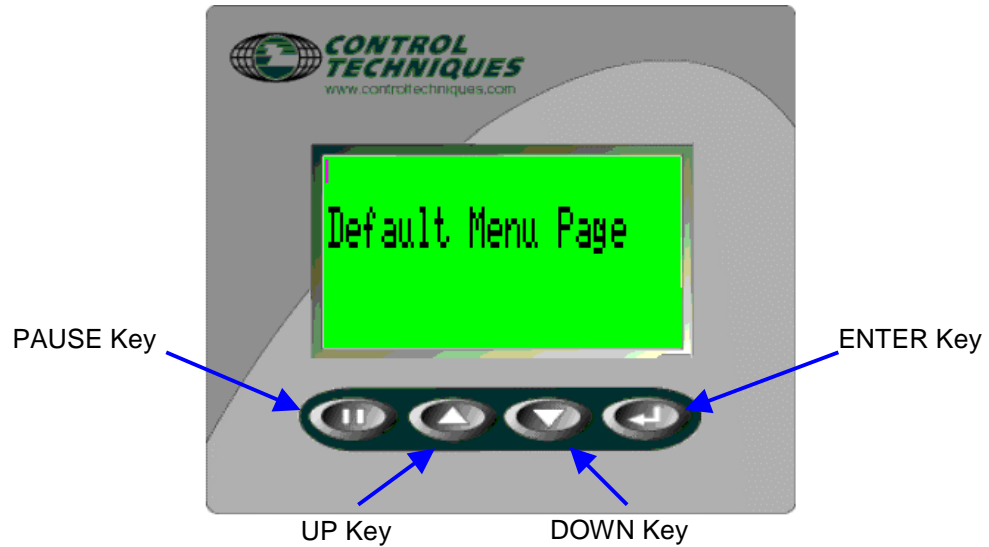 CONTROL
TECHNIQUES
www.controltechniques.com
Default Menu Page
PAUSE Key
ENTER Key
UP Key
DOWN Key